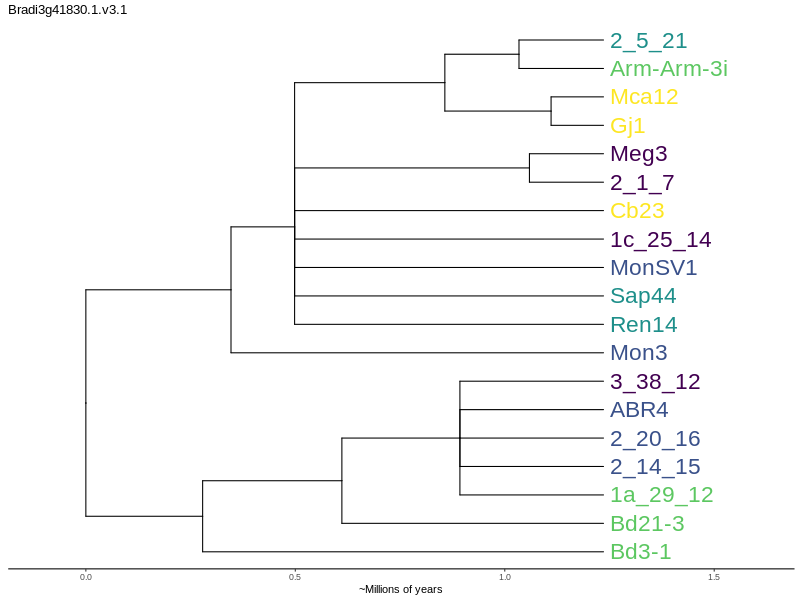 Bradi3g41830.1.v3.1
2_5_21
Arm-Arm-3i
Mca12
Gj1
Meg3
2_1_7
Cb23
1c_25_14
MonSV1
Sap44
Ren14
Mon3
3_38_12
ABR4
2_20_16
2_14_15
1a_29_12
Bd21-3
Bd3-1
0.0 0.5 1.0 1.5
~Millions of years